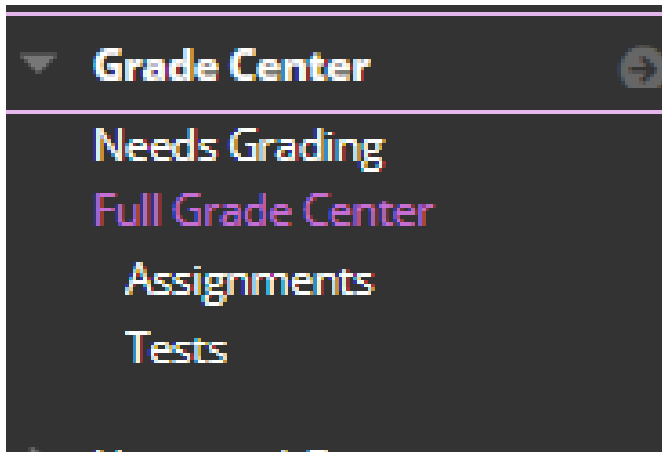 Grade Center
Needs Grading
Full Grade Center
Assignments
Tests